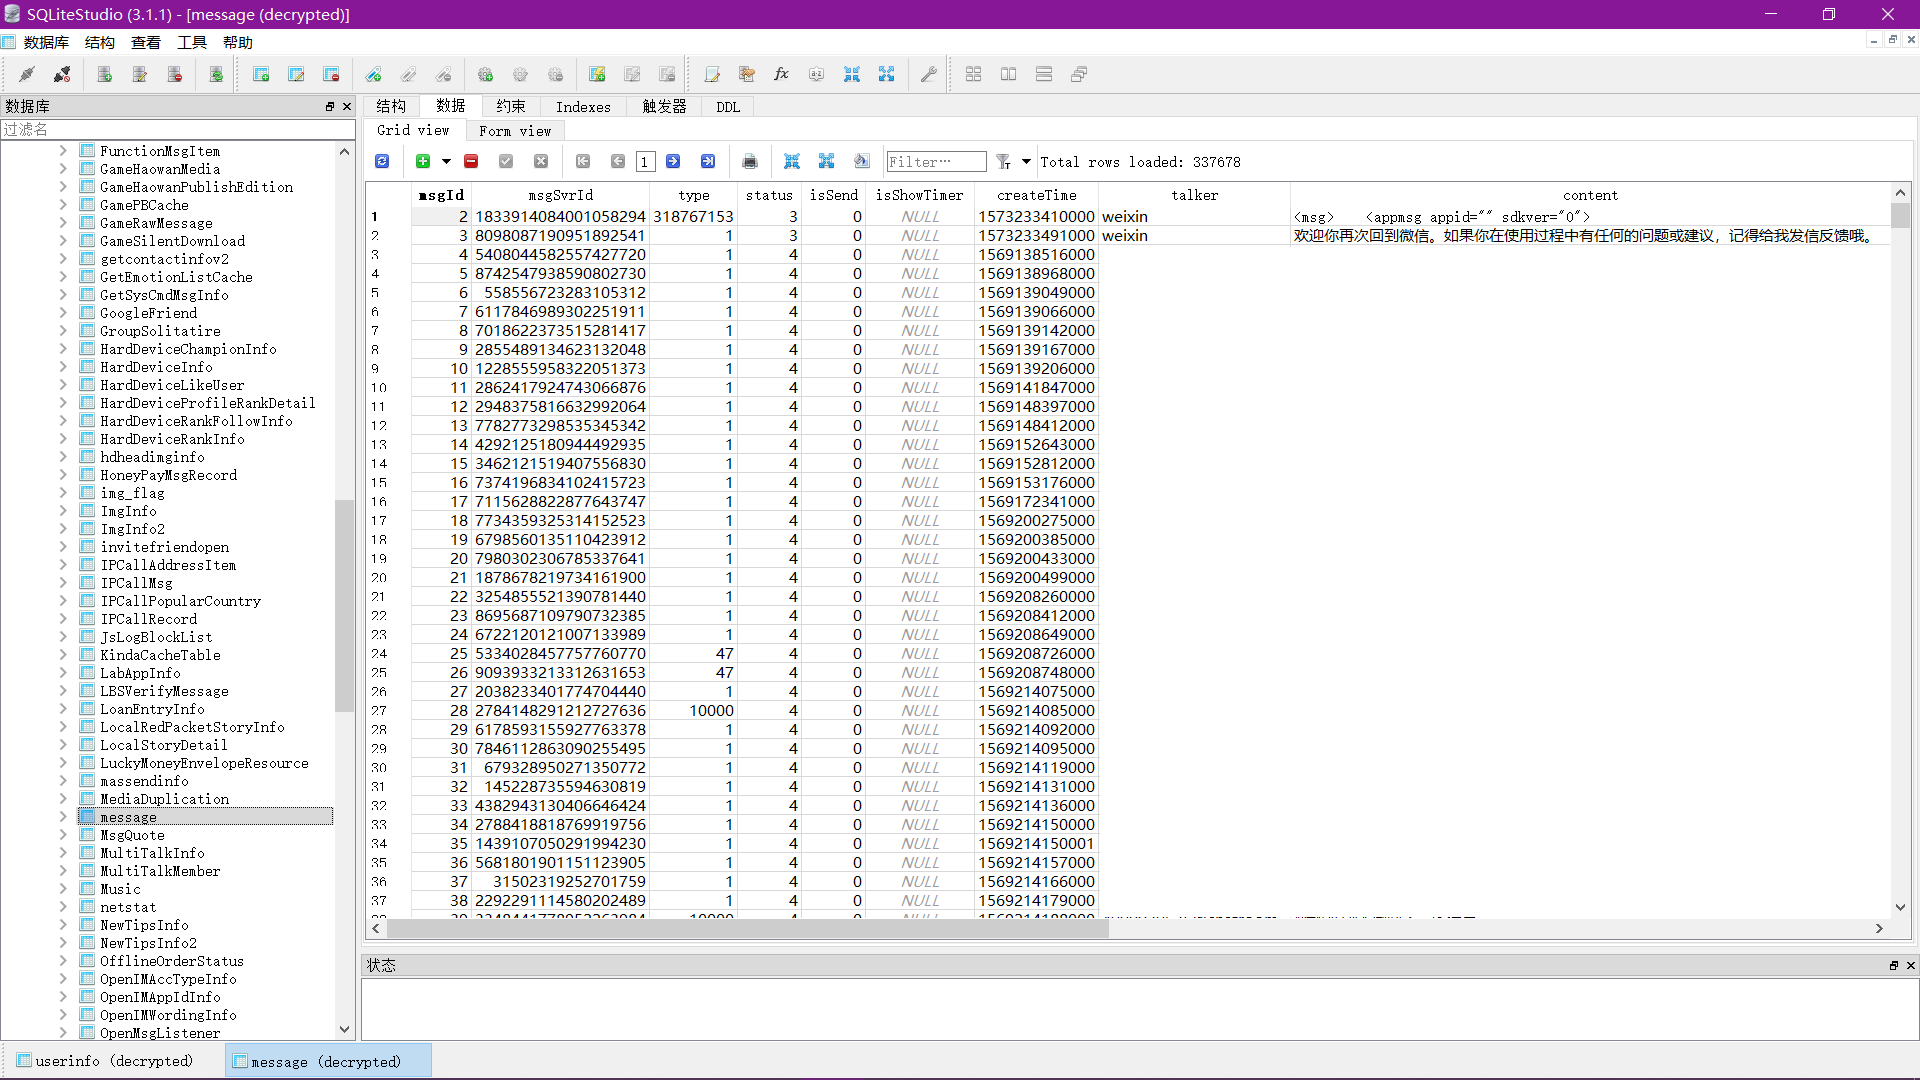 SQLiteStudio (3.1.1) - [message (decrypted)]
数据库 结构 查看 工具 帮助
数据库
过滤名
FunctionMsgItem
GameHaowanMedia
GameHaowanPublishEdition
GamePBCache
GameRawMessage
GameSilentDownload
getcontactinfov2
GetEmotionListCache
GetSysCmdMsgInfo
GoogleFriend
GroupSolitatire
HardDeviceChampionInfo
HardDeviceInfo
HardDeviceLikeUser
HardDeviceProfileRankDetail
HardDeviceRankFollowInfo
HardDeviceRankInfo
hdheadimginfo
HoneyPayMsgRecord
img_flag
ImgInfo
ImgInfo2
invitefriendopen
IPCallAddressItem
IPCallMsg
IPCallPopularCountry
IPCallRecord
JsLogBlockList
KindaCacheTable
LabAppInfo
LBSVerifyMessage
LoanEntryInfo
LocalRedPacketStoryInfo
LocalStoryDetail
LuckyMoneyEnvelopeResource
massendinfo
MediaDuplication
message
MsgQuote
MultiTalkInfo
MultiTalkMember
Music
netstat
NewTipsInfo
NewTipsInfo2
OfflineOrderStatus
OpenIMAccTypeInfo
OpenIMAppIdInfo
OpenIMWordingInfo
OpenMsgListener
结构 数据 约束 Indexes 触发器 DDL
Grid view Form view
1 Filter… Total rows loaded: 337678
msgId msgSvrId type status isSend isShowTimer createTime talker content
1 2 1833914084001058294 318767153 3 0 NULL 1573233410000 weixin <msg> <appmsg appid="" sdkver="0">
2 3 8098087190951892541 1 3 0 NULL 1573233491000 weixin 欢迎你再次回到微信。如果你在使用过程中有任何的问题或建议，记得给我发信反馈哦。
3 4 5408044582557427720 1 4 0 NULL 1569138516000
4 5 8742547938590802730 1 4 0 NULL 1569138968000
5 6 558556723283105312 1 4 0 NULL 1569139049000
6 7 6117846989302251911 1 4 0 NULL 1569139066000
7 8 7018622373515281417 1 4 0 NULL 1569139142000
8 9 2855489134623132048 1 4 0 NULL 1569139167000
9 10 1228555958322051373 1 4 0 NULL 1569139206000
10 11 2862417924743066876 1 4 0 NULL 1569141847000
11 12 2948375816632992064 1 4 0 NULL 1569148397000
12 13 7782773298535345342 1 4 0 NULL 1569148412000
13 14 4292125180944492935 1 4 0 NULL 1569152643000
14 15 3462121519407556830 1 4 0 NULL 1569152812000
15 16 7374196834102415723 1 4 0 NULL 1569153176000
16 17 7115628822877643747 1 4 0 NULL 1569172341000
17 18 7734359325314152523 1 4 0 NULL 1569200275000
18 19 6798560135110423912 1 4 0 NULL 1569200385000
19 20 7980302306785337641 1 4 0 NULL 1569200433000
20 21 1878678219734161900 1 4 0 NULL 1569200499000
21 22 3254855521390781440 1 4 0 NULL 1569208260000
22 23 8695687109790732385 1 4 0 NULL 1569208412000
23 24 6722120121007133989 1 4 0 NULL 1569208649000
24 25 5334028457757760770 47 4 0 NULL 1569208726000
25 26 9093933213312631653 47 4 0 NULL 1569208748000
26 27 2038233401774704440 1 4 0 NULL 1569214075000
27 28 2784148291212727636 10000 4 0 NULL 1569214085000
28 29 6178593155927763378 1 4 0 NULL 1569214092000
29 30 7846112863090255495 1 4 0 NULL 1569214095000
30 31 679328950271350772 1 4 0 NULL 1569214119000
31 32 145228735594630819 1 4 0 NULL 1569214131000
32 33 4382943130406646424 1 4 0 NULL 1569214136000
33 34 2788418818769919756 1 4 0 NULL 1569214150000
34 35 1439107050291994230 1 4 0 NULL 1569214150001
35 36 5681801901151123905 1 4 0 NULL 1569214157000
36 37 31502319252701759 1 4 0 NULL 1569214166000
37 38 2292291114580202489 1 4 0 NULL 1569214179000
状态
userinfo (decrypted) message (decrypted)